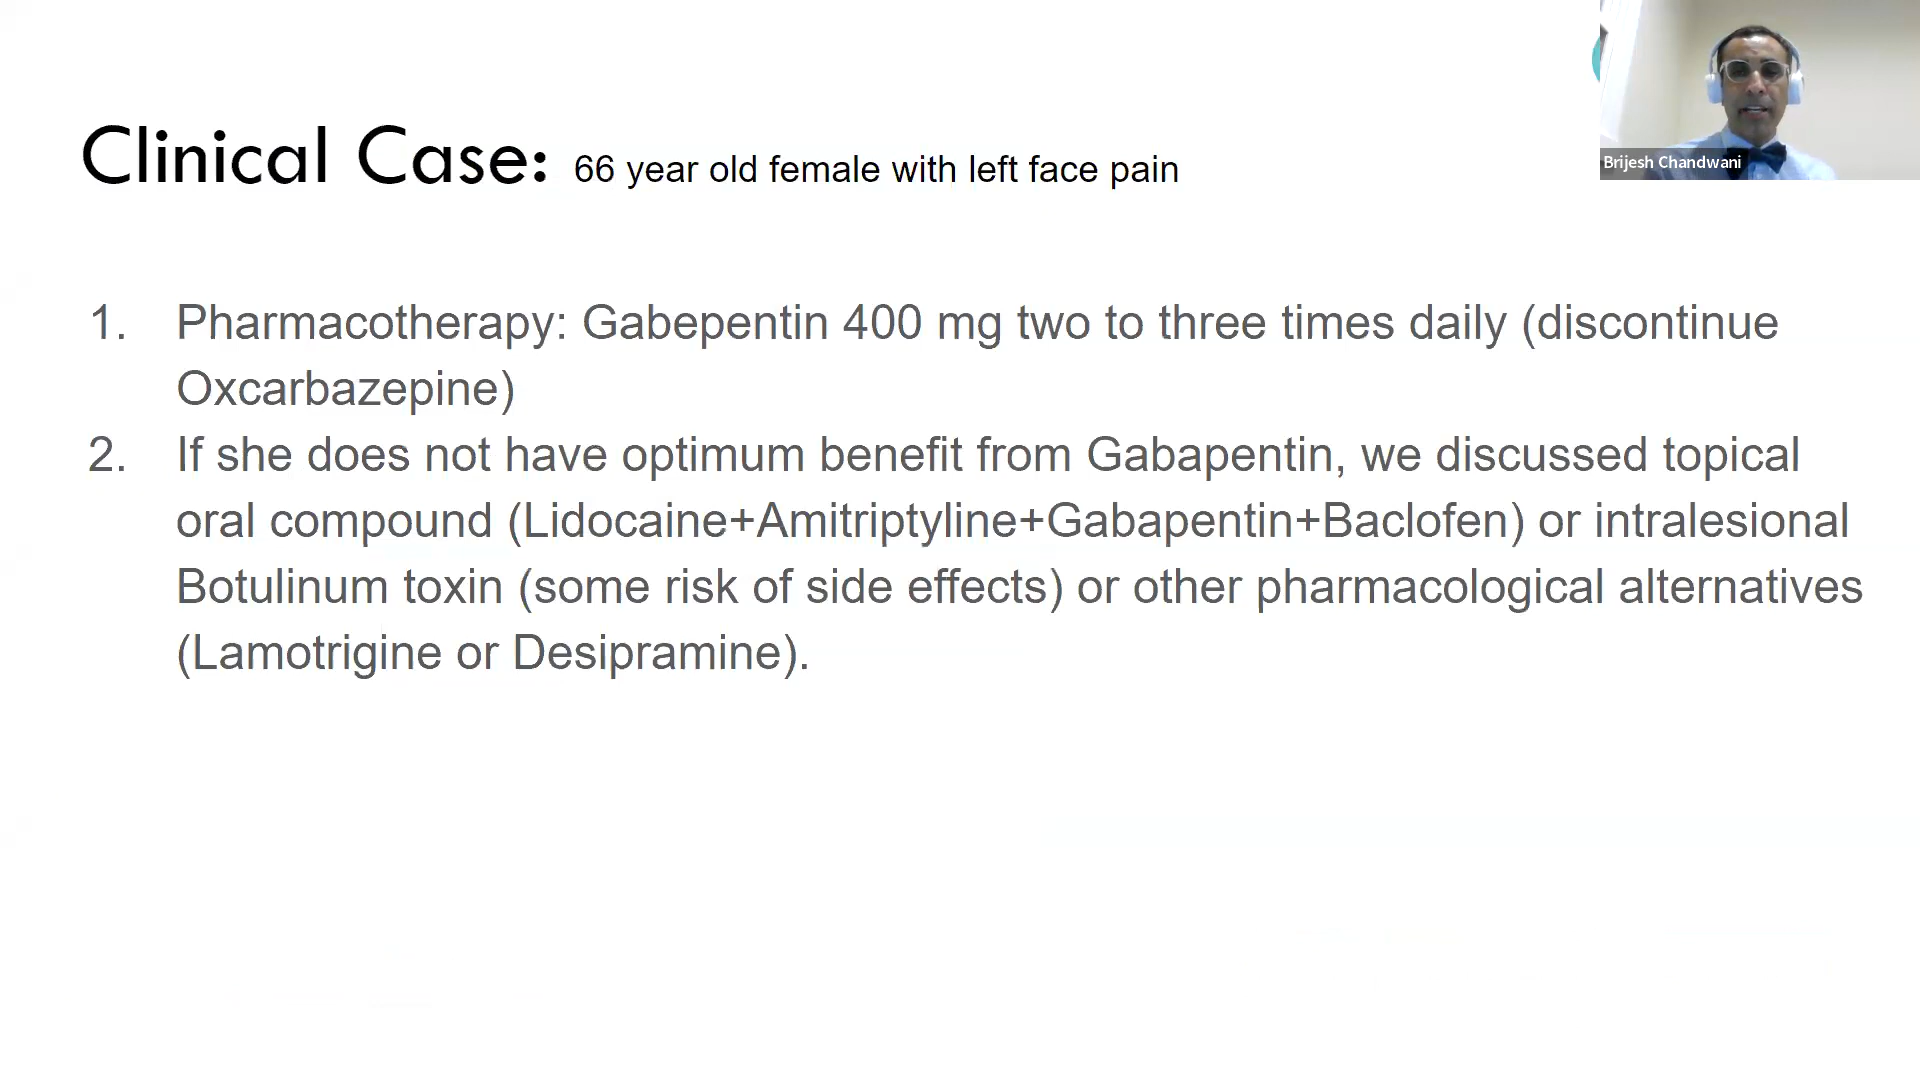 Clinical Case: 66 year old female with left face pain
Brijesh Chandwani
1. Pharmacotherapy: Gabepentin 400 mg two to three times daily (discontinue
Oxcarbazepine)
2. If she does not have optimum benefit from Gabapentin, we discussed topical
oral compound (Lidocaine+Amitriptyline+Gabapentin+Baclofen) or intralesional
Botulinum toxin (some risk of side effects) or other pharmacological alternatives
(Lamotrigine or Desipramine).